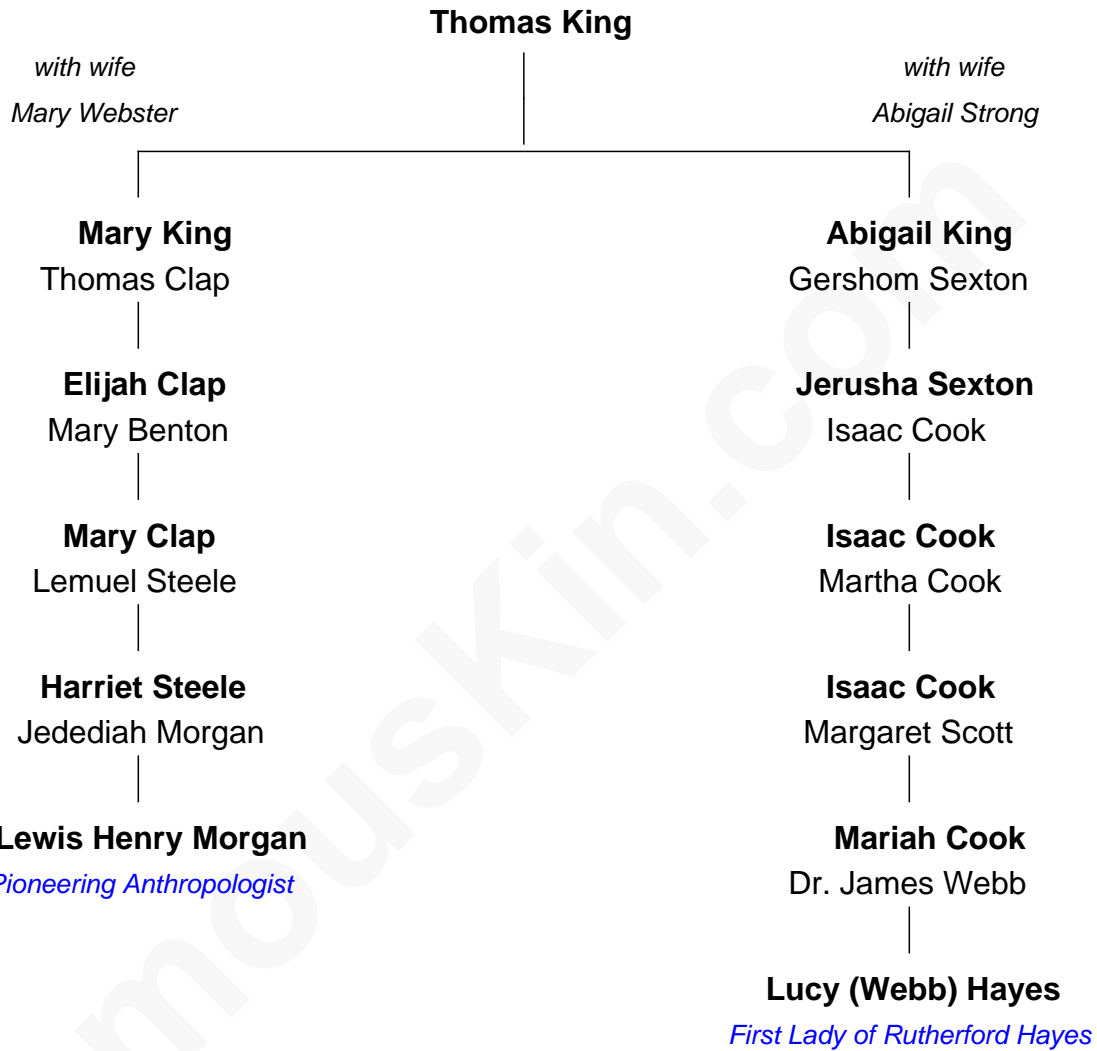 Thomas King
with wife
Mary Webster
with wife
Abigail Strong
Mary King
Thomas Clap
Abigail King
Gershom Sexton
Elijah Clap
Mary Benton
Jerusha Sexton
Isaac Cook
Mary Clap
Lemuel Steele
Isaac Cook
Martha Cook
Harriet Steele
Jedediah Morgan
Isaac Cook
Margaret Scott
Lewis Henry Morgan
Pioneering Anthropologist
Mariah Cook
Dr. James Webb
Lucy (Webb) Hayes
First Lady of Rutherford Hayes
mousKin.com